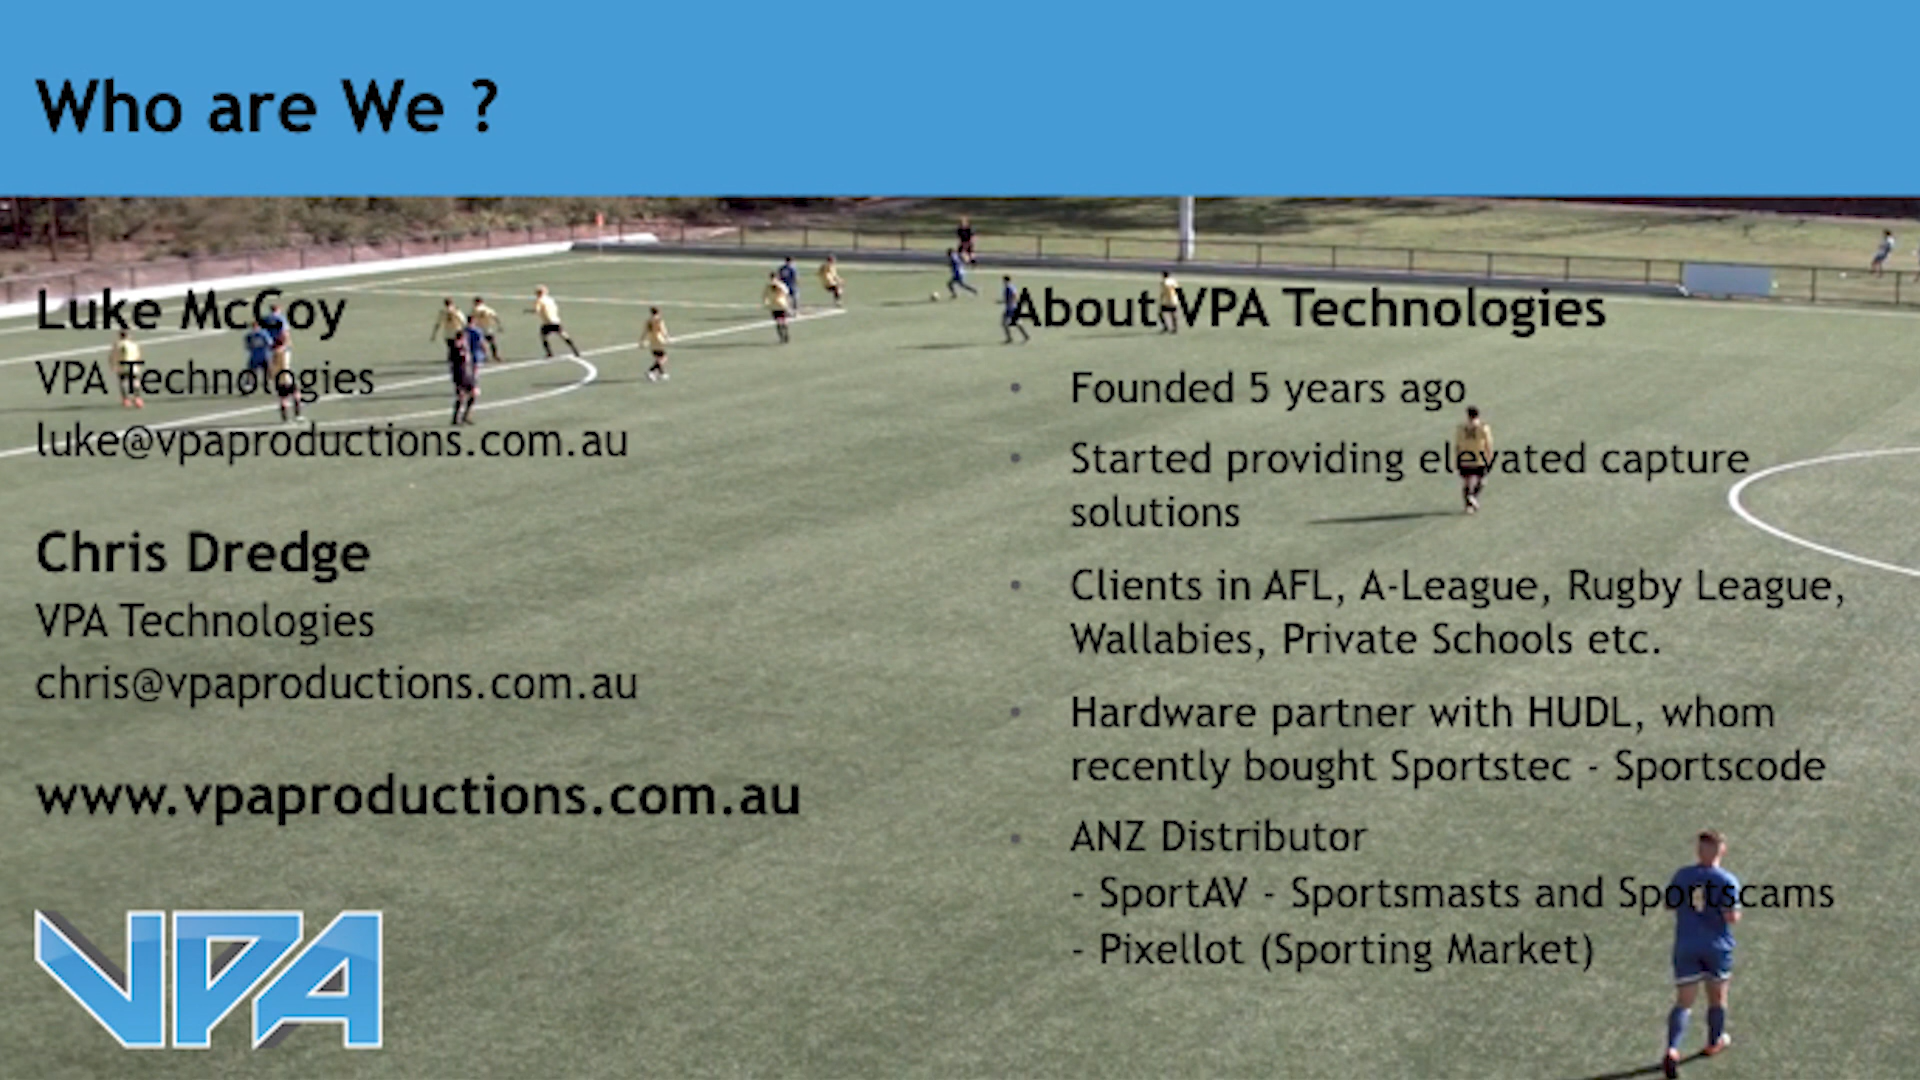 Who are We ?
Luke McCoy
VPA Technologies
luke@vpaproductions.com.au
Chris Dredge
VPA Technologies
chris@vpaproductions.com.au
www.vpaproductions.com.au
VPA
About VPA Technologies
• Founded 5 years ago
• Started providing elevated capture
solutions
• Clients in AFL, A-League, Rugby League,
Wallabies, Private Schools etc.
• Hardware partner with HUDL, whom
recently bought Sportstec - Sportscode
• ANZ Distributor
- SportAV - Sportsmasts and Sportscams
- Pixellot (Sporting Market)